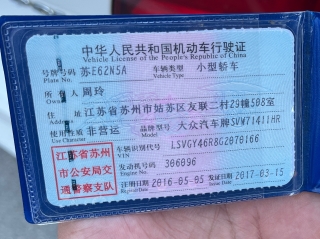 中华人民共和国机动车行驶证
Vehicle License of the People's Republic of China
号牌号码 苏E62N5A 车辆类型 小型轿车
Plate No. Vehicle Type
所有人 周玲
Owner
住址 江苏省苏州市姑苏区友联二村29幢508室
Address
使用性质 非营运 品牌型号 大众汽车牌SVW71411HR
Use Character Model
江苏省苏州市公安局交通警察支队
车辆识别代号 LSVGY46R8G2070166
VIN
发动机号码 306096
Engine No.
注册日期 2016-05-05 发证日期 2017-03-15
Register Date Issue Date